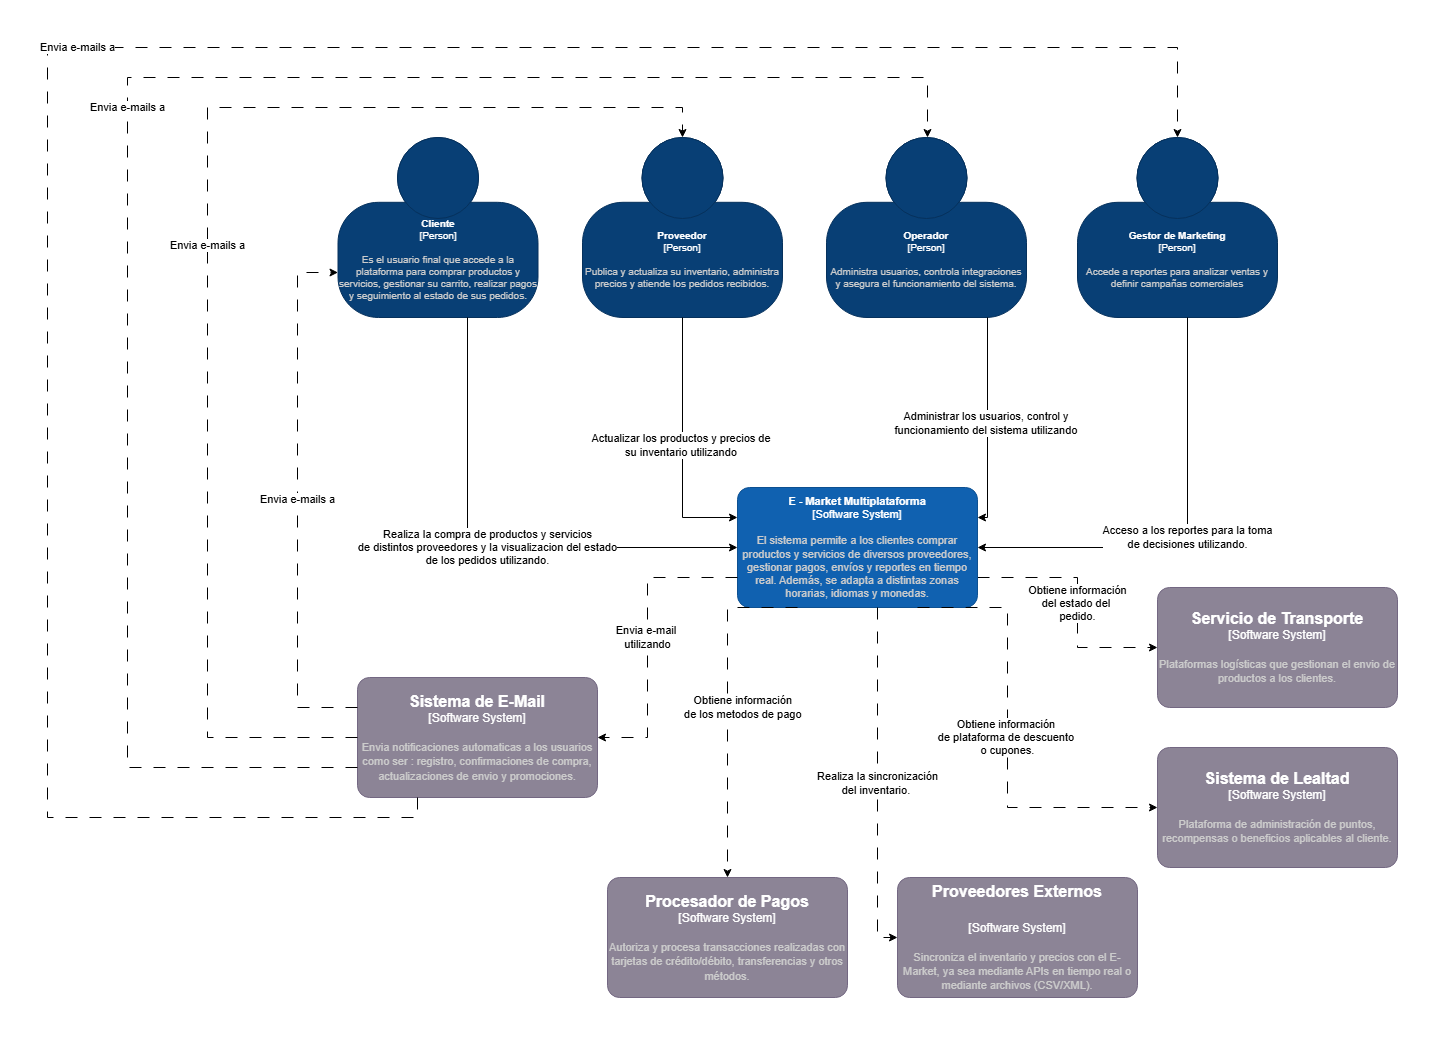 Envia e-mails a
Envia e-mails a
Envia e-mails a
Envia e-mails a
Cliente
[Person]
Es el usuario final que accede a la
plataforma para comprar productos y
servicios, gestionar su carrito, realizar pagos
y seguimiento al estado de sus pedidos.
Proveedor
[Person]
Publica y actualiza su inventario, administra
precios y atiende los pedidos recibidos.
Operador
[Person]
Administra usuarios, controla integraciones
y asegura el funcionamiento del sistema.
Gestor de Marketing
[Person]
Accede a reportes para analizar ventas y
definir campañas comerciales
Realiza la compra de productos y servicios
de distintos proveedores y la visualizacion del estado
de los pedidos utilizando.
Actualizar los productos y precios de
su inventario utilizando
Administrar los usuarios, control y
funcionamiento del sistema utilizando
Acceso a los reportes para la toma
de decisiones utilizando.
E - Market Multiplataforma
[Software System]
El sistema permite a los clientes comprar
productos y servicios de diversos proveedores,
gestionar pagos, envíos y reportes en tiempo
real. Además, se adapta a distintas zonas
horarias, idiomas y monedas.
Envia e-mail
utilizando
Obtiene información
de los metodos de pago
Realiza la sincronización
del inventario.
Obtiene información
de plataforma de descuento
o cupones.
Obtiene información
del estado del
pedido.
Servicio de Transporte
[Software System]
Plataformas logísticas que gestionan el envio de
productos a los clientes.
Sistema de E-Mail
[Software System]
Envia notificaciones automaticas a los usuarios
como ser : registro, confirmaciones de compra,
actualizaciones de envio y promociones.
Sistema de Lealtad
[Software System]
Plataforma de administración de puntos,
recompensas o beneficios aplicables al cliente.
Procesador de Pagos
[Software System]
Autoriza y procesa transacciones realizadas con
tarjetas de crédito/débito, transferencias y otros
métodos.
Proveedores Externos
[Software System]
Sincroniza el inventario y precios con el E-
Market, ya sea mediante APIs en tiempo real o
mediante archivos (CSV/XML).